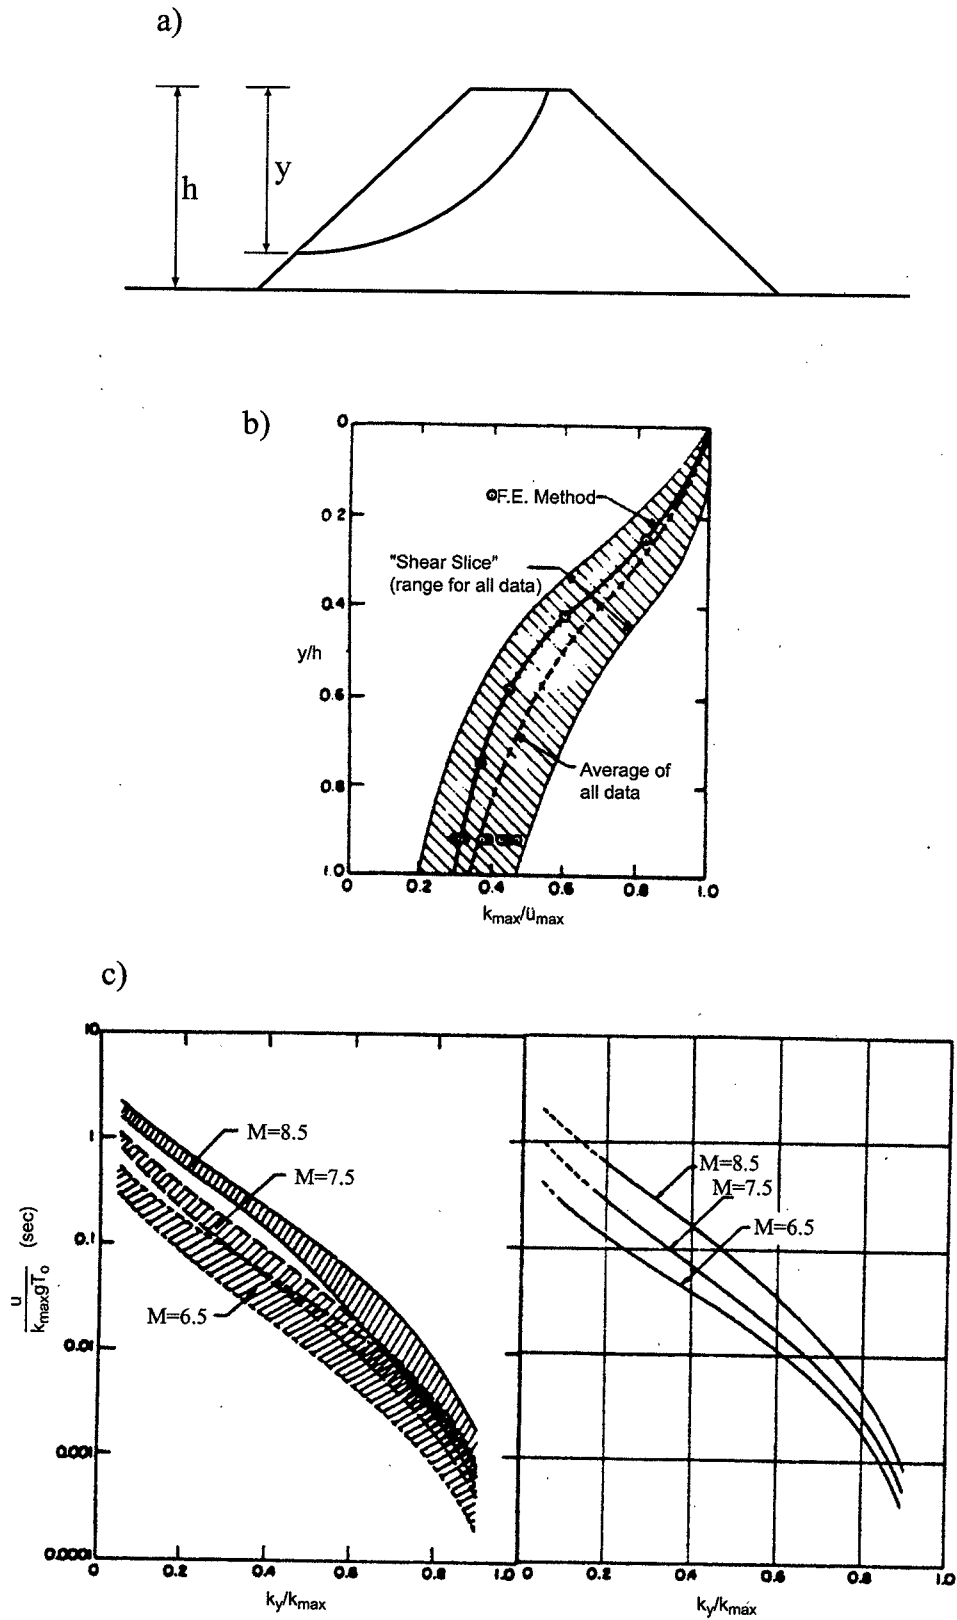 a)
h
y
b)
0
0.2
0.4
0.6
0.8
1.0
y/h
F.E. Method
"Shear Slice"
(range for all data)
Average of
all data
0 0.2 0.4 0.6 0.8 1.0
kmax/ümax
c)
10
1
0.1
0.01
0.001
0.0001
u
kmaxgTo
(sec)
M=8.5
M=7.5
M=6.5
M=8.5
M=7.5
M=6.5
0 0.2 0.4 0.6 0.8 1.0
0 0.2 0.4 0.6 0.8 1.0
ky/kmax
ky/kmax